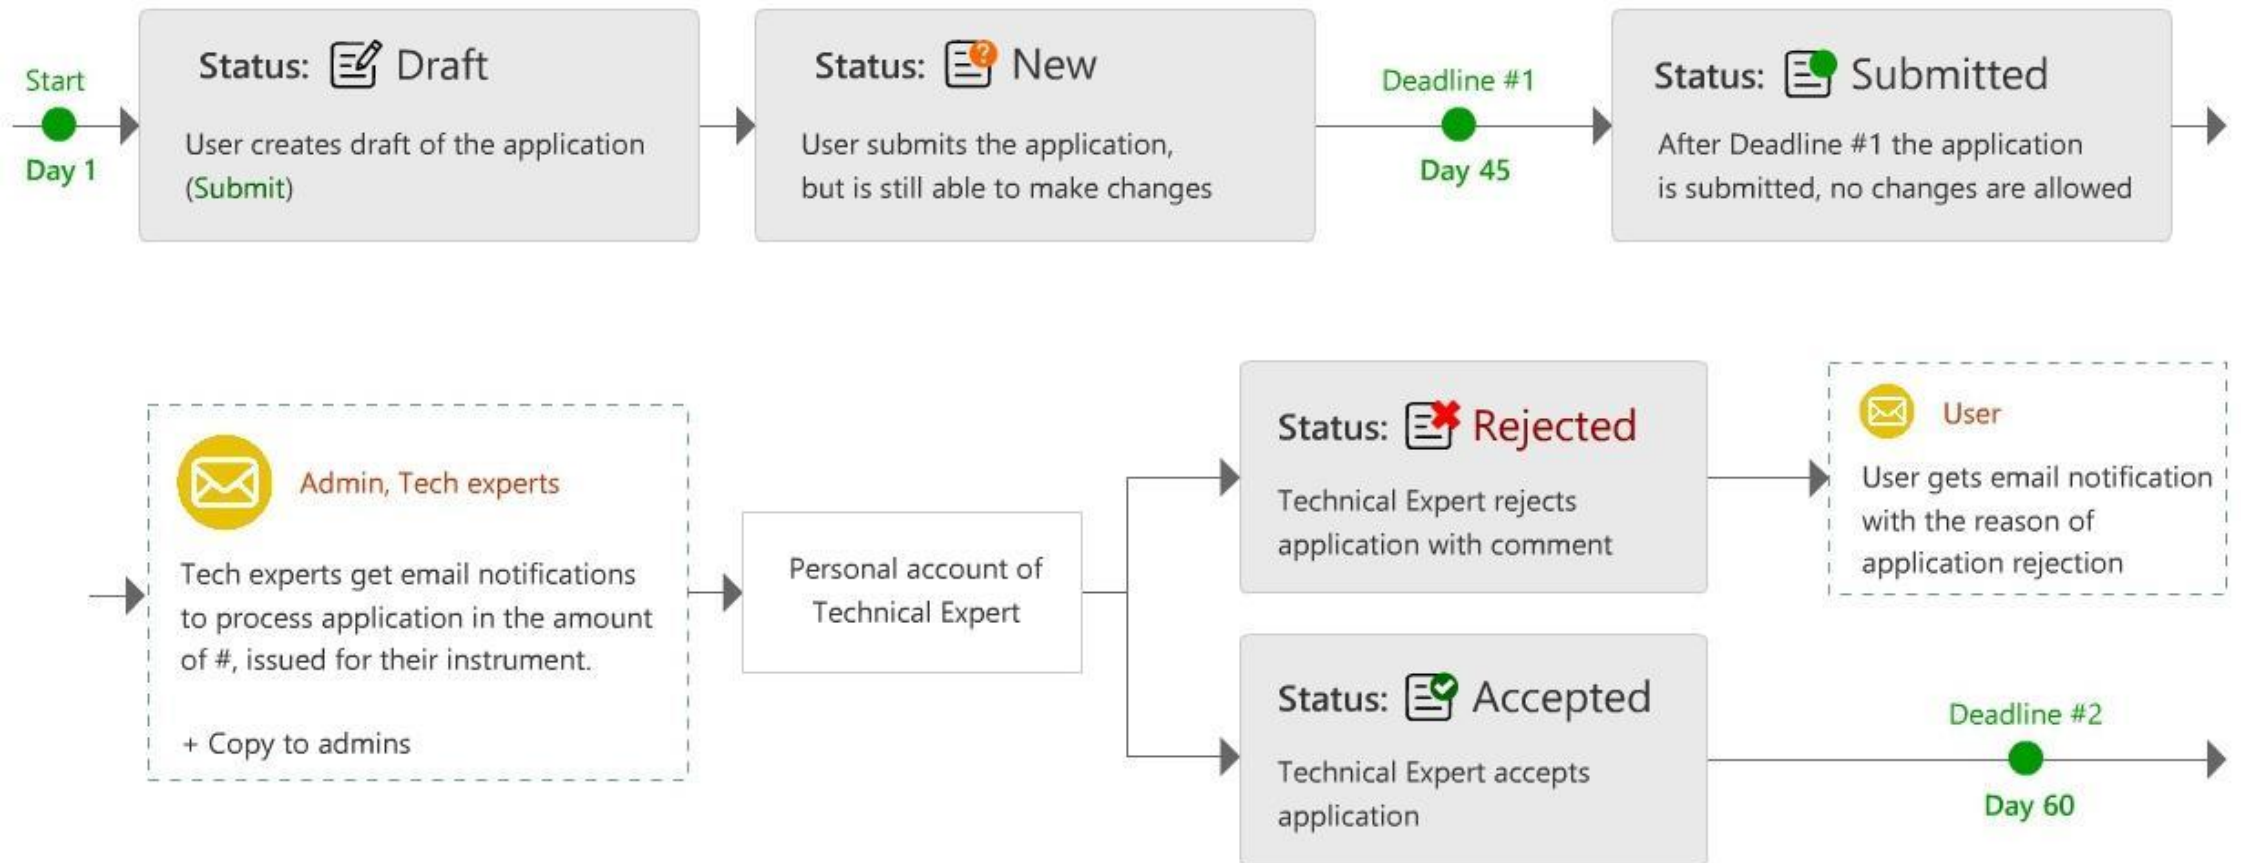 Start
Day 1
Status: Draft
User creates draft of the application
(Submit)
Status: New
User submits the application,
but is still able to make changes
Deadline #1
Day 45
Status: Submitted
After Deadline #1 the application
is submitted, no changes are allowed
Admin, Tech experts
Tech experts get email notifications
to process application in the amount
of #, issued for their instrument.
+ Copy to admins
Personal account of
Technical Expert
Status: Rejected
Technical Expert rejects
application with comment
User
User gets email notification
with the reason of
application rejection
Status: Accepted
Technical Expert accepts
application
Deadline #2
Day 60